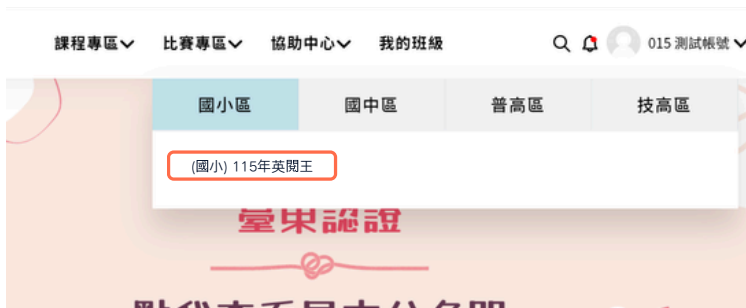 課程專區 比賽專區 協助中心 我的班級 015 測試帳號
國小區 國中區 普高區 技高區
(國小) 115年英閱王
臺東認證